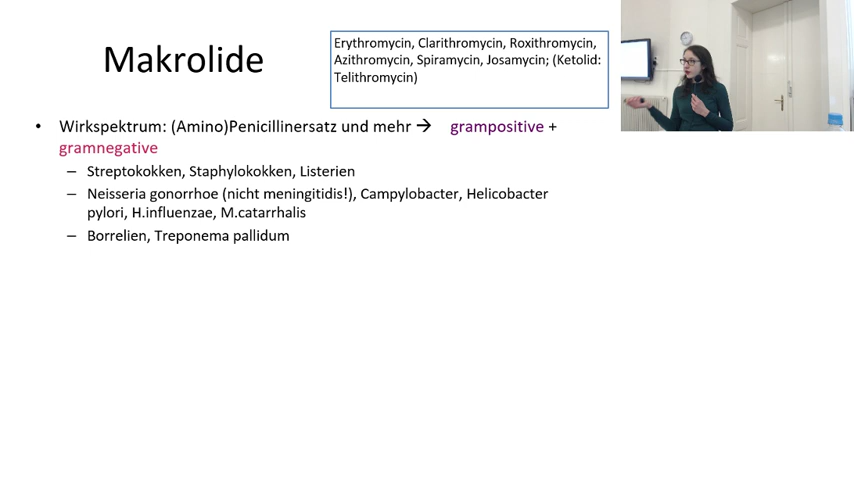 Makrolide
Erythromycin, Clarithromycin, Roxithromycin,
Azithromycin, Spiramycin, Josamycin; (Ketolid:
Telithromycin)
• Wirkspektrum: (Amino)Penicillinersatz und mehr → grampositive +
gramnegative
– Streptokokken, Staphylokokken, Listerien
– Neisseria gonorrhoe (nicht meningitidis!), Campylobacter, Helicobacter
pylori, H.influenzae, M.catarrhalis
– Borrelien, Treponema pallidum